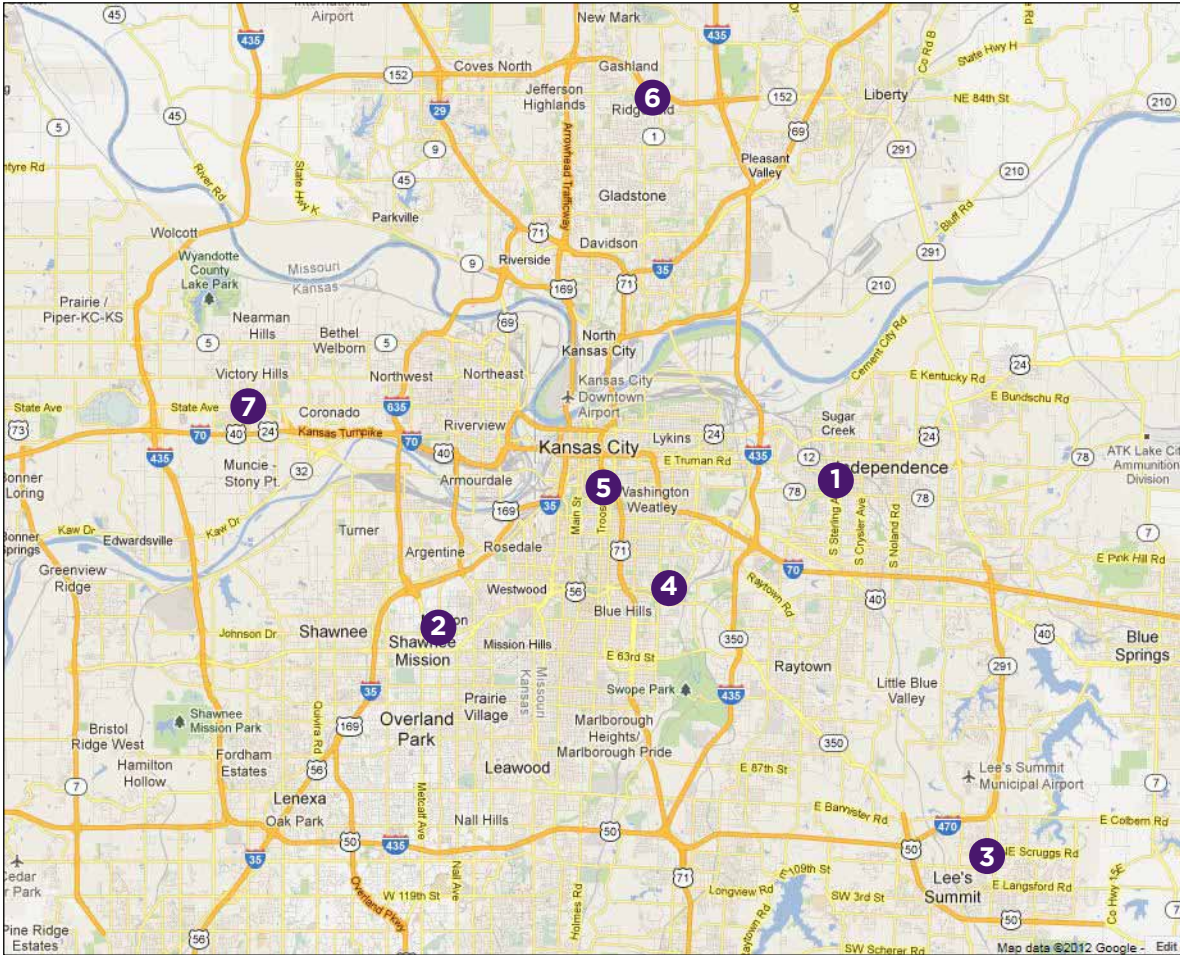 International
Airport
New Mark
45
435
435
Co Rd B
State Hwy H
Gashland
Coves North
152
Jefferson
Highlands
6
152
Liberty
NE 84th St
210
29
5
45
1
69
9
River Rd
Arrowhead Trafficway
291
Pleasant
Valley
210
State Hwy K
45
Gladstone
Parkville
Bluff Rd
Wolcott
71
Davidson
291
Wyandotte
County
Lake Park
Missouri
Kansas
9
Riverside
35
169
71
210
Prairie /
Piper-KC-KS
Nearman
Hills
69
Bethel
Welborn
5
5
North
Kansas City
Cement City Rd
24
Victory Hills
Northwest
Northeast
Kansas City
Downtown
Airport
E Kentucky Rd
E Bundschu Rd
State Ave
State Ave
7
Coronado
635
Sugar
Creek
73
70
40
24
Kansas Turnpike
70
Riverview
Kansas City
Lykins
24
24
435
40
E Truman Rd
435
12
78
ATK Lake City
Ammunition
Division
Muncie -
Stony Pt.
32
Armourdale
1
Independence
Bonner
Loring
5
Washington
Weatley
78
78
169
35
Main St
Troost
S Sterling A
S Crysler Ave
S Noland Rd
7
Kaw Dr
Kaw Dr
Turner
Bonner
Springs
Edwardsville
Argentine
Rosedale
71
E Pink Hill Rd
Greenview
Ridge
70
Westwood
56
4
Raytown Rd
40
Blue Hills
Johnson Dr
Shawnee
2
Shawnee
Mission
Mission Hills
350
40
Blue
Springs
E 63rd St
Raytown
291
35
Missouri
Kansas
Swope Park
435
Little Blue
Valley
Prairie
Village
Shawnee
Mission Park
Quivira Rd
169
Overland
Park
Marlborough
Heights/
Marlborough Pride
Bristol
Ridge West
350
Hamilton
Hollow
Fordham
Estates
56
Leawood
E 87th St
Lee's Summit
Municipal Airport
7
7
Lenexa
Metcalf Ave
Oak Park
Nall Hills
E Bannister Rd
470
E Colbern Rd
50
435
50
50
35
3
NE Scruggs Rd
Cedar
Park
71
E 109th St
Lee's
Summit
E Langsford Rd
W 119th St
Nall Ave
Holmes Rd
Longview Rd
SW 3rd St
Co Hwy 15E
Overland Pkwy
50
7
Pine Ridge
Estates
56
Raytown Rd
SW Scherer Rd
Map data ©2012 Google - Edit